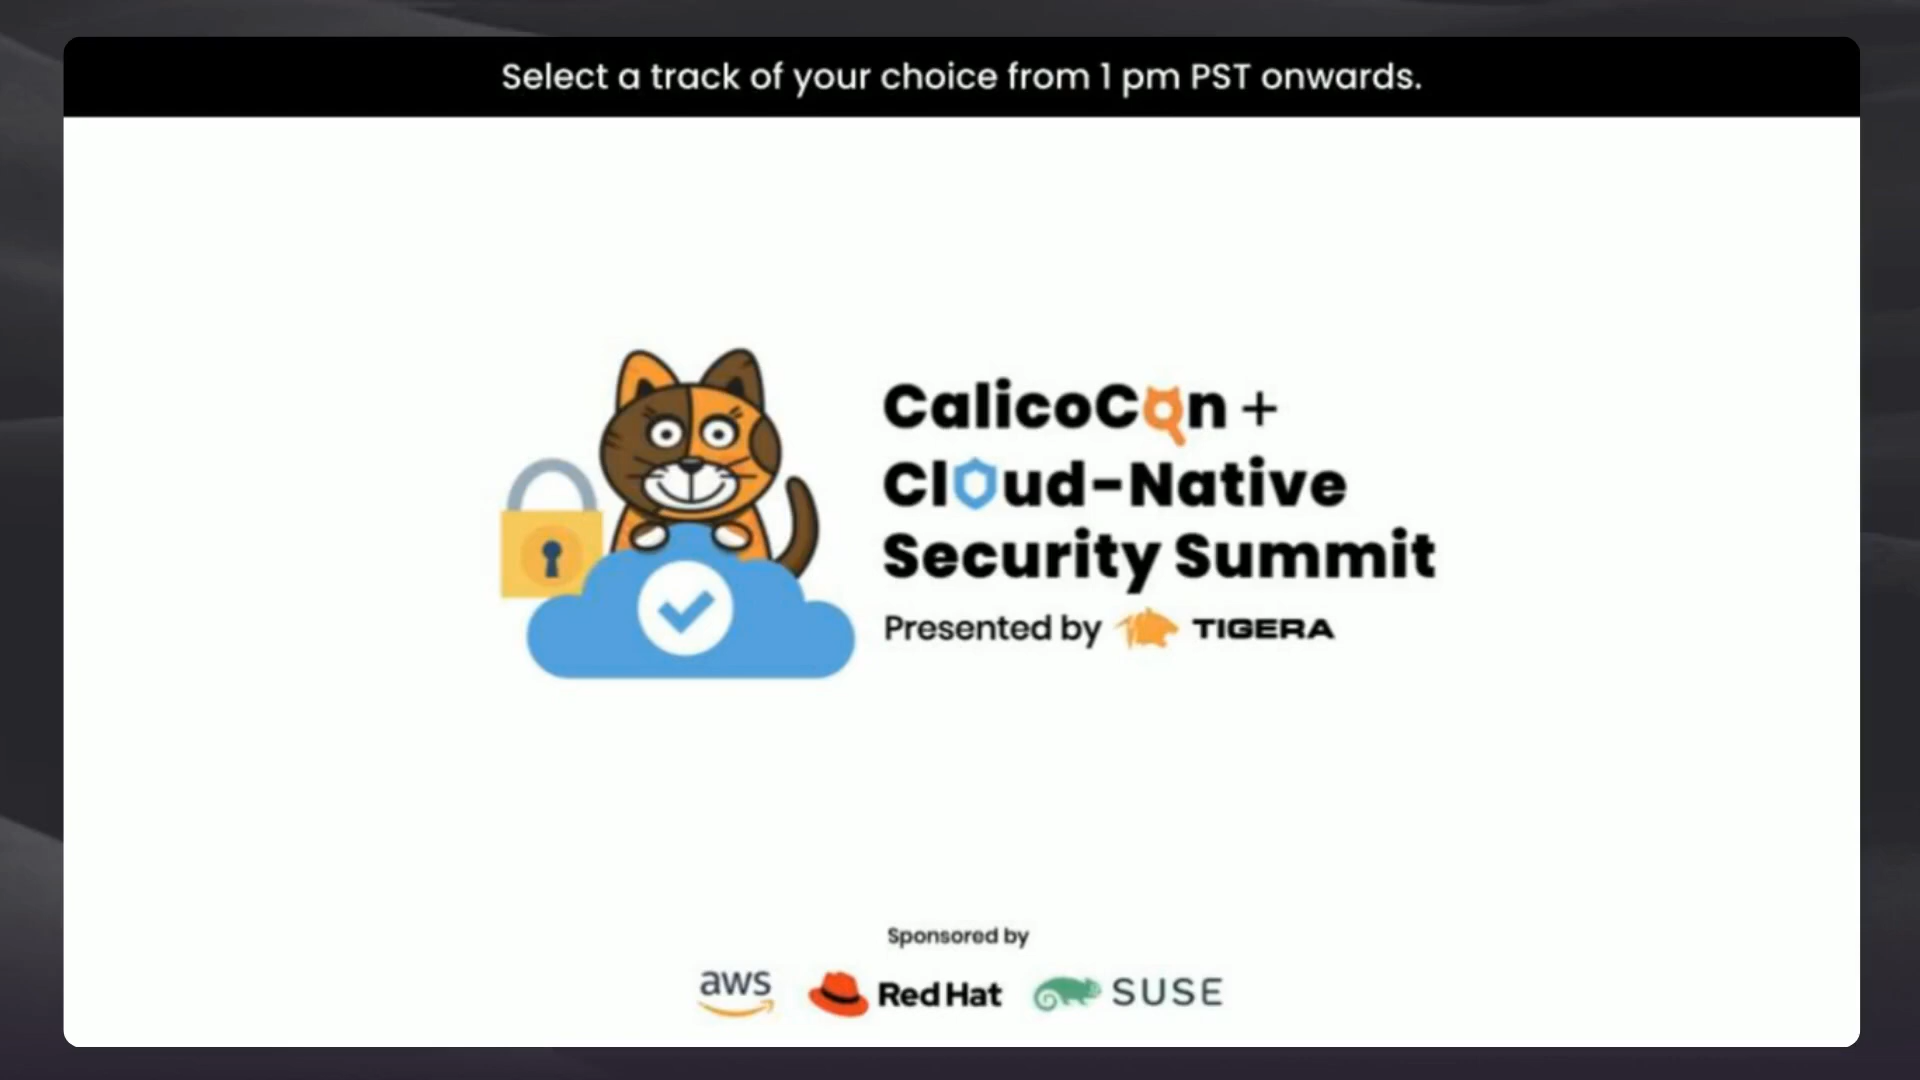 Select a track of your choice from 1 pm PST onwards.
CalicoCon +
Cloud-Native
Security Summit
Presented by TIGERA
Sponsored by
aws Red Hat SUSE